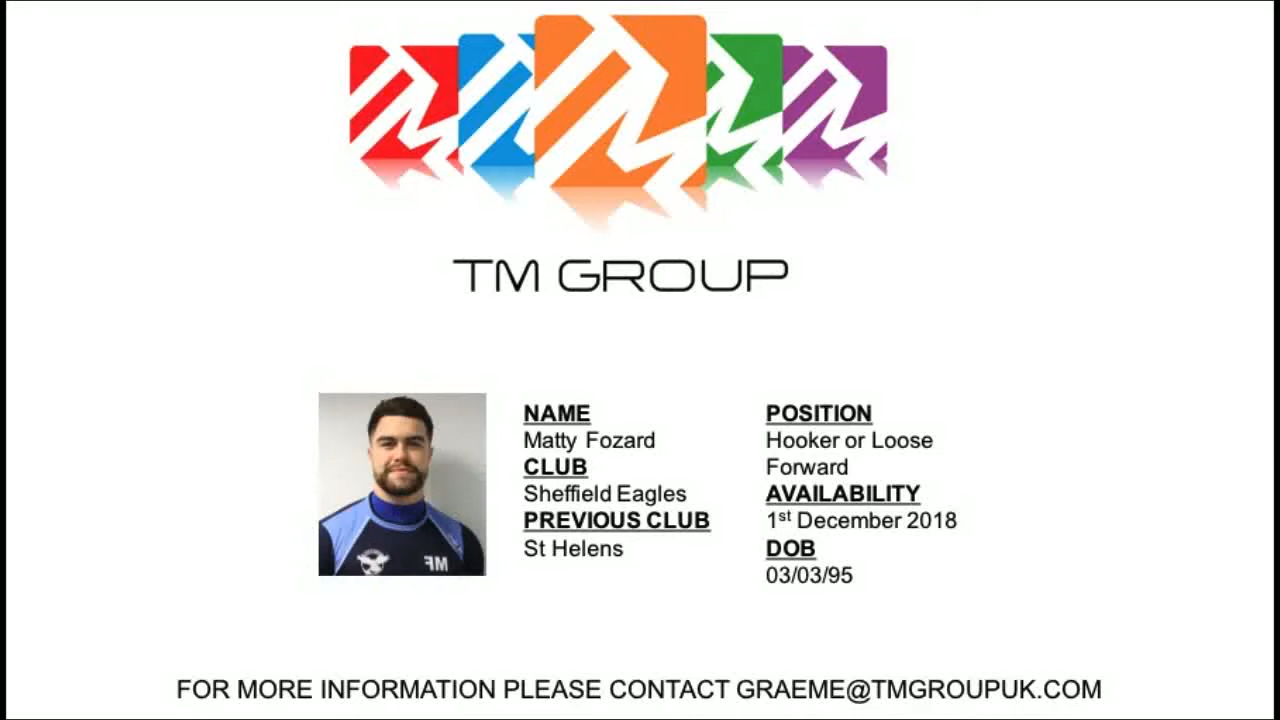 TM GROUP
NAME
Matty Fozard
CLUB
Sheffield Eagles
PREVIOUS CLUB
St Helens
POSITION
Hooker or Loose
Forward
AVAILABILITY
1st December 2018
DOB
03/03/95
MF
FOR MORE INFORMATION PLEASE CONTACT GRAEME@TMGROUPUK.COM